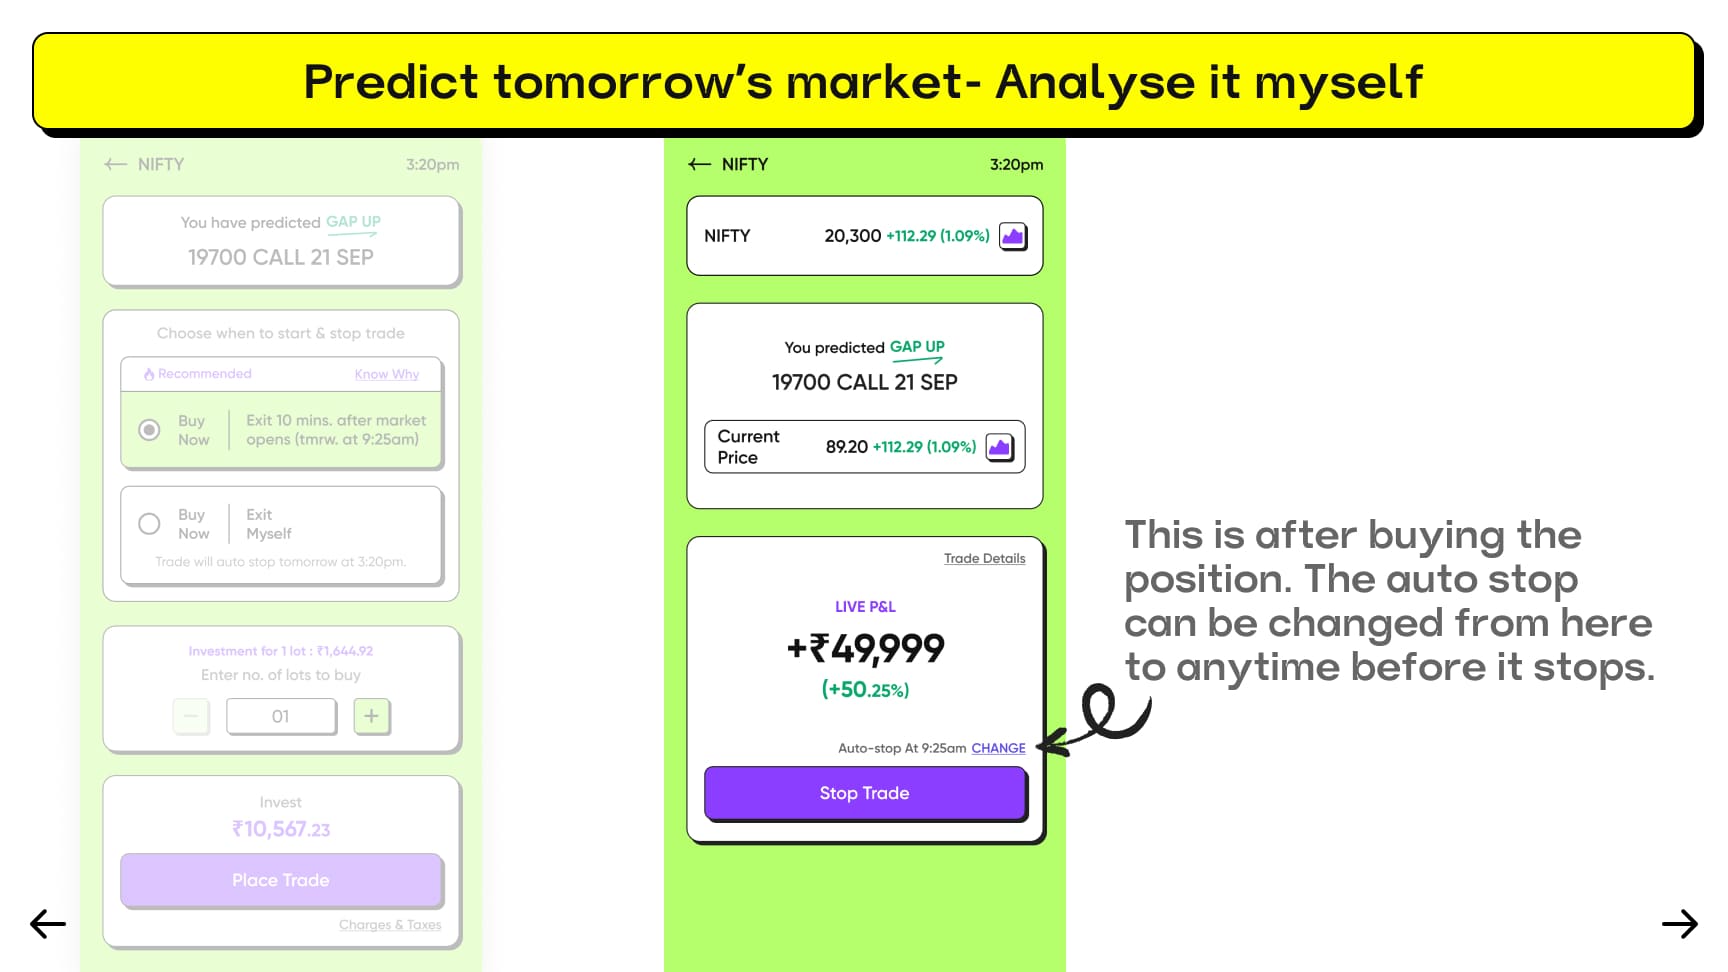 Predict tomorrow's market- Analyse it myself
NIFTY
3:20pm
You have predicted GAP UP
19700 CALL 21 SEP
Choose when to start & stop trade
Recommended
Know Why
Buy
Now
Exit 10 mins. after market
opens (tmrw. at 9:25am)
Buy
Now
Exit
Myself
Trade will auto stop tomorrow at 3:20pm.
Investment for 1 lot : ₹1,644.92
Enter no. of lots to buy
− 01 +
Invest
₹10,567.23
Place Trade
Charges & Taxes
NIFTY
3:20pm
NIFTY
20,300 +112.29 (1.09%)
You predicted GAP UP
19700 CALL 21 SEP
Current
Price
89.20 +112.29 (1.09%)
Trade Details
LIVE P&L
+₹49,999
(+50.25%)
Auto-stop At 9:25am CHANGE
Stop Trade
This is after buying the
position. The auto stop
can be changed from here
to anytime before it stops.